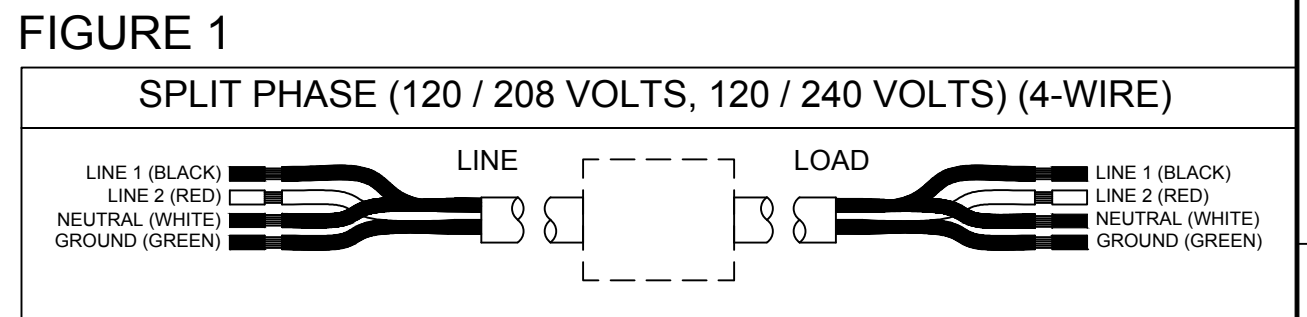 FIGURE 1
SPLIT PHASE (120 / 208 VOLTS, 120 / 240 VOLTS) (4-WIRE)
LINE
LOAD
LINE 1 (BLACK)
LINE 2 (RED)
NEUTRAL (WHITE)
GROUND (GREEN)
LINE 1 (BLACK)
LINE 2 (RED)
NEUTRAL (WHITE)
GROUND (GREEN)